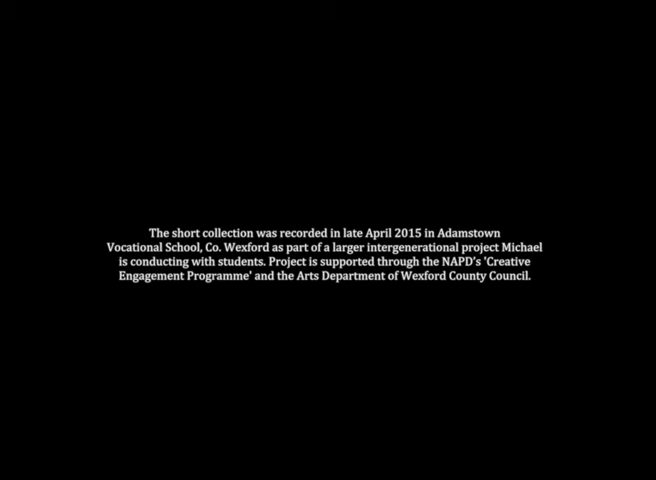 The short collection was recorded in late April 2015 in Adamstown
Vocational School, Co. Wexford as part of a larger intergenerational project Michael
is conducting with students. Project is supported through the NAPD's 'Creative
Engagement Programme' and the Arts Department of Wexford County Council.